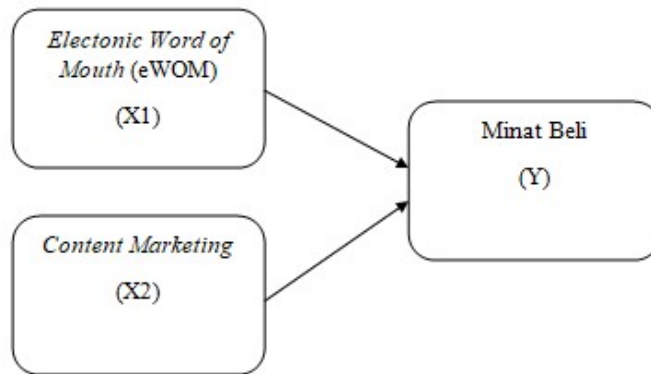 Electonic Word of
Mouth (eWOM)
(X1)
Minat Beli
(Y)
Content Marketing
(X2)